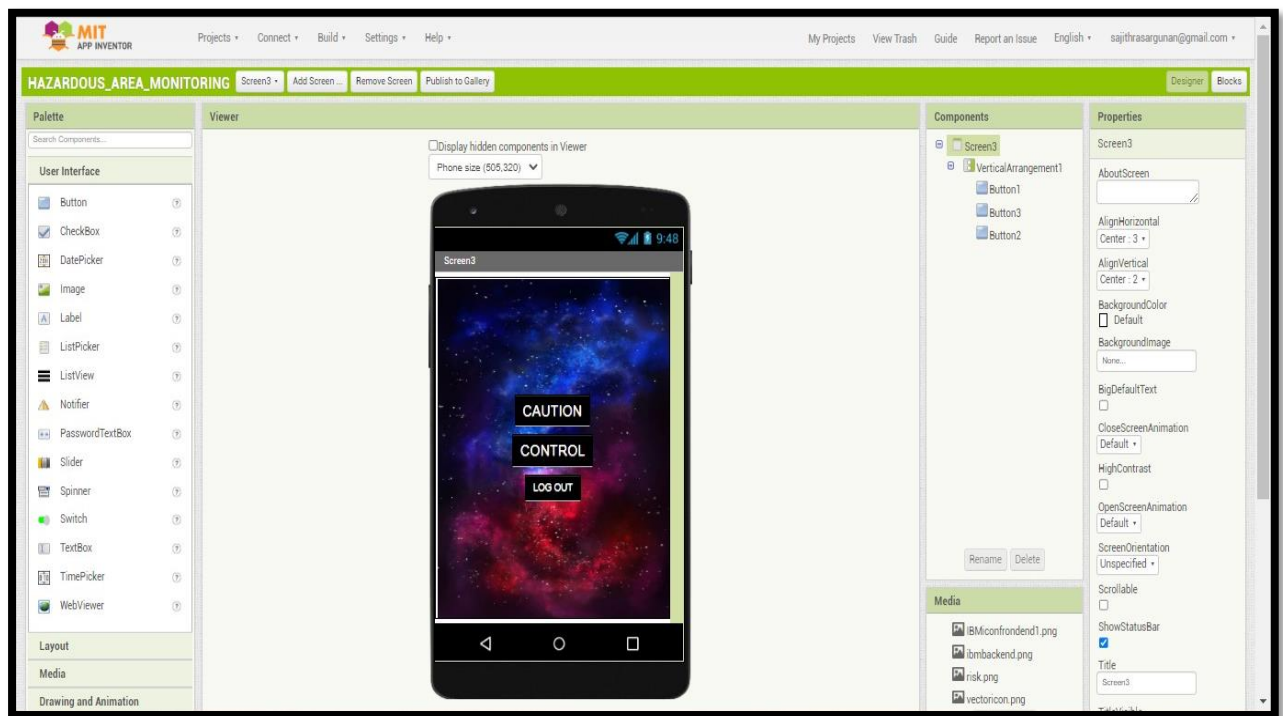 MIT
APP INVENTOR
Projects
Connect
Build
Settings
Help
My Projects
View Trash
Guide
Report an Issue
English
sajithrasargunan@gmail.com
HAZARDOUS_AREA_MONITORING
Screen3
Add Screen ...
Remove Screen
Publish to Gallery
Designer
Blocks
Palette
Search Components...
User Interface
Button
CheckBox
DatePicker
Image
Label
ListPicker
ListView
Notifier
PasswordTextBox
Slider
Spinner
Switch
TextBox
TimePicker
WebViewer
Layout
Media
Drawing and Animation
Viewer
Display hidden components in Viewer
Phone size (505,320)
9:48
Screen3
CAUTION
CONTROL
LOG OUT
Components
Screen3
VerticalArrangement1
Button1
Button3
Button2
Rename
Delete
Media
IBMiconfrondend1.png
ibmbackend.png
risk.png
vectoricon.png
Properties
Screen3
AboutScreen
AlignHorizontal
Center : 3
AlignVertical
Center : 2
BackgroundColor
Default
BackgroundImage
None...
BigDefaultText
CloseScreenAnimation
Default
HighContrast
OpenScreenAnimation
Default
ScreenOrientation
Unspecified
Scrollable
ShowStatusBar
Title
Screen3